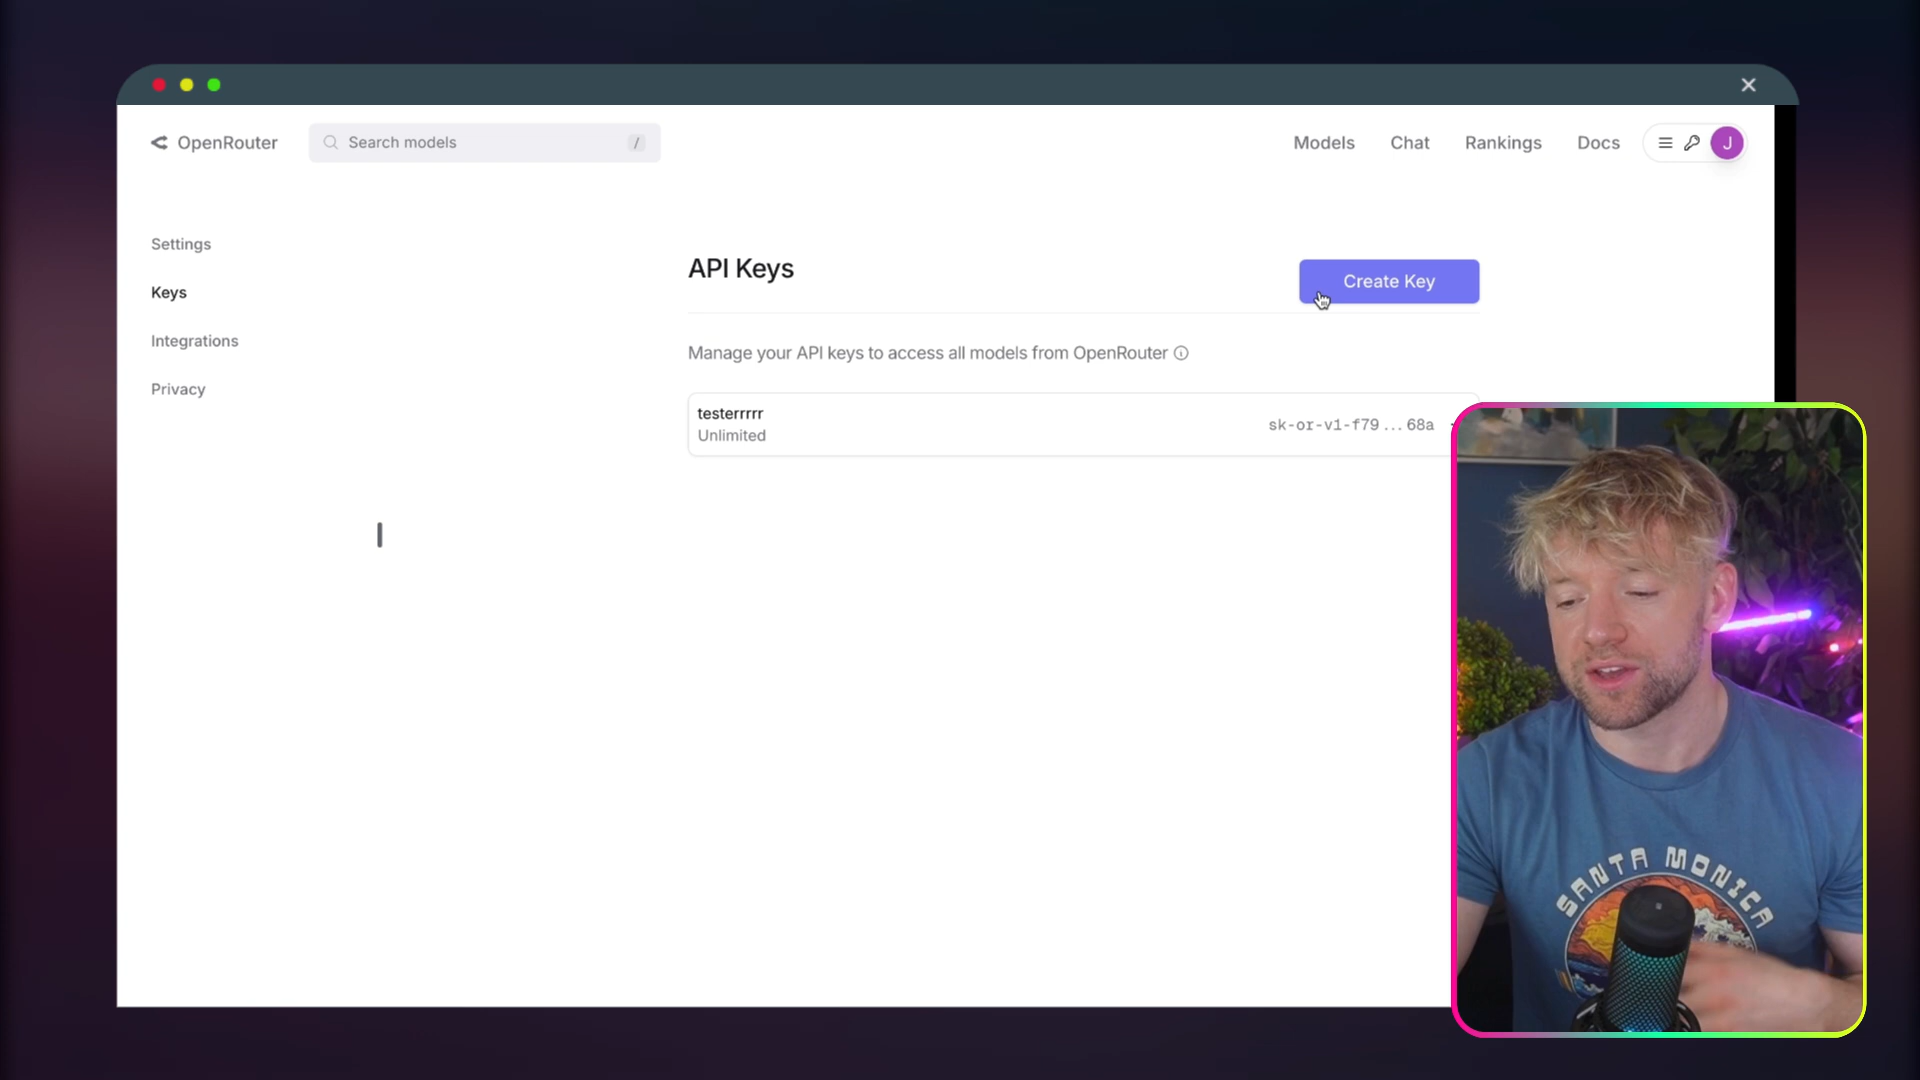 OpenRouter
Search models
/
Models
Chat
Rankings
Docs
J
Settings
Keys
Integrations
Privacy
API Keys
Create Key
Manage your API keys to access all models from OpenRouter
testerrrrr
Unlimited
sk-or-v1-f79...68a
SANTA MONICA